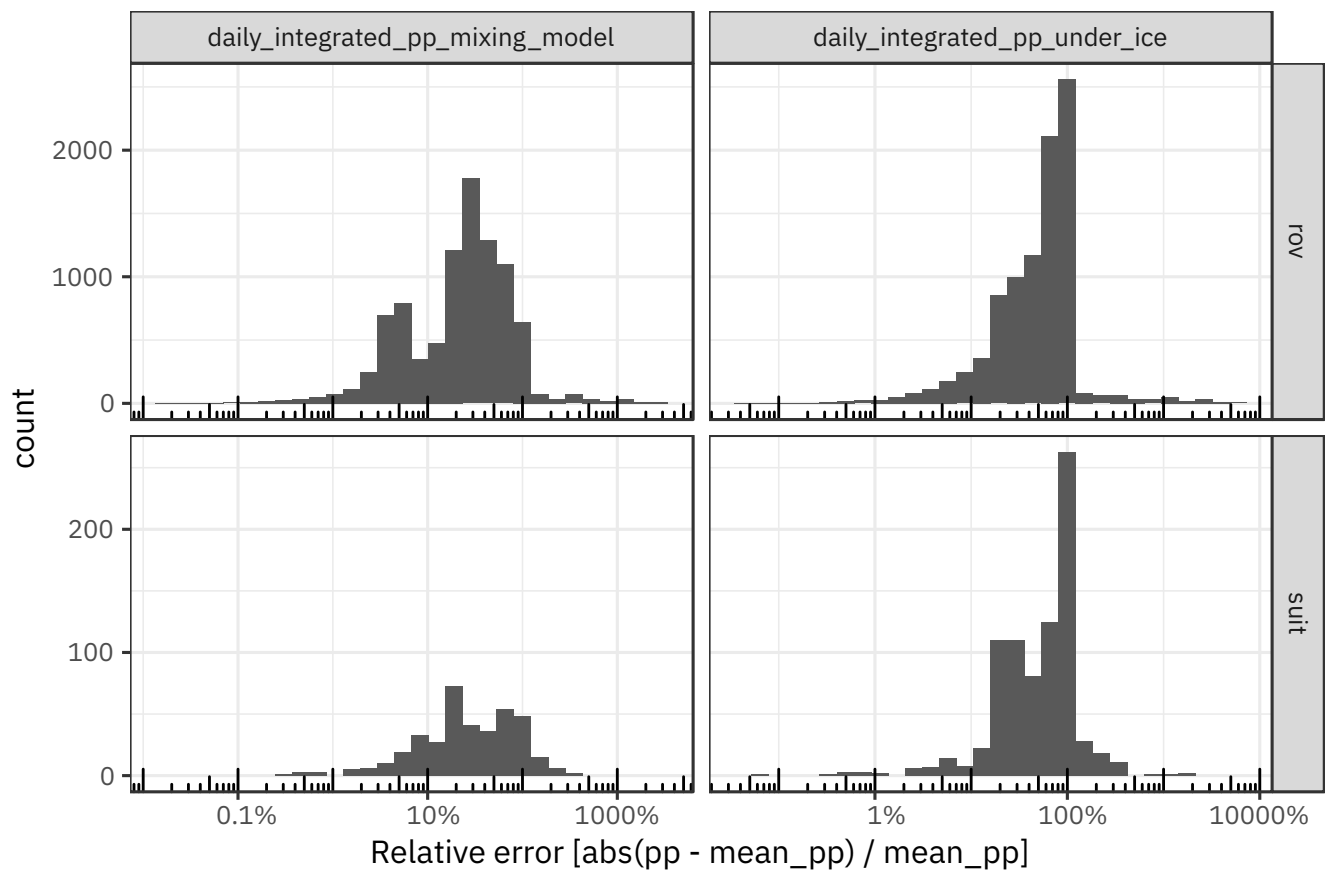 daily_integrated_pp_mixing_model
daily_integrated_pp_under_ice
2000
1000
0
rov
count
200
100
0
suit
0.1%
10%
1000%
1%
100%
10000%
Relative error [abs(pp - mean_pp) / mean_pp]